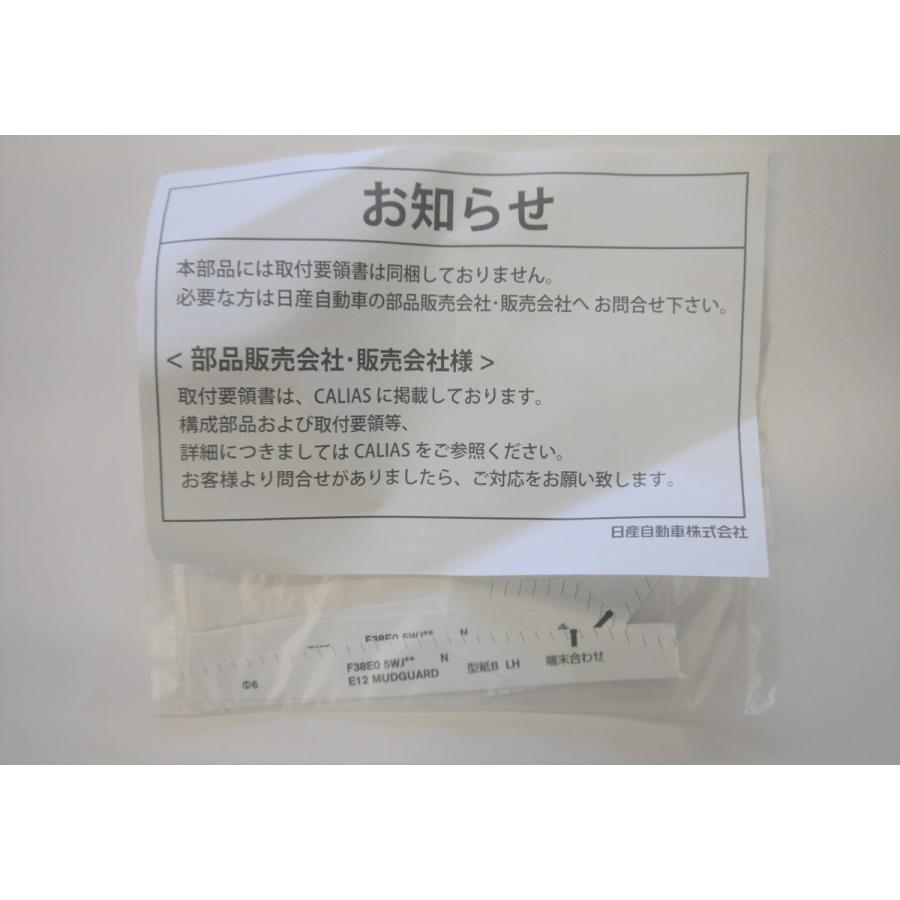 お知らせ
本部品には取付要領書は同梱しておりません。
必要な方は日産自動車の部品販売会社･販売会社へ お問合せ下さい。
< 部品販売会社･販売会社様 >
取付要領書は、CALIAS に掲載しております。
構成部品および取付要領等、
詳細につきましては CALIAS をご参照ください。
お客様より問合せがありましたら、ご対応をお願い致します。
日産自動車株式会社
F38E0 5WJ** N
F38E0 5WJ** N 型紙B LH 端末合わせ
Φ6 E12 MUDGUARD